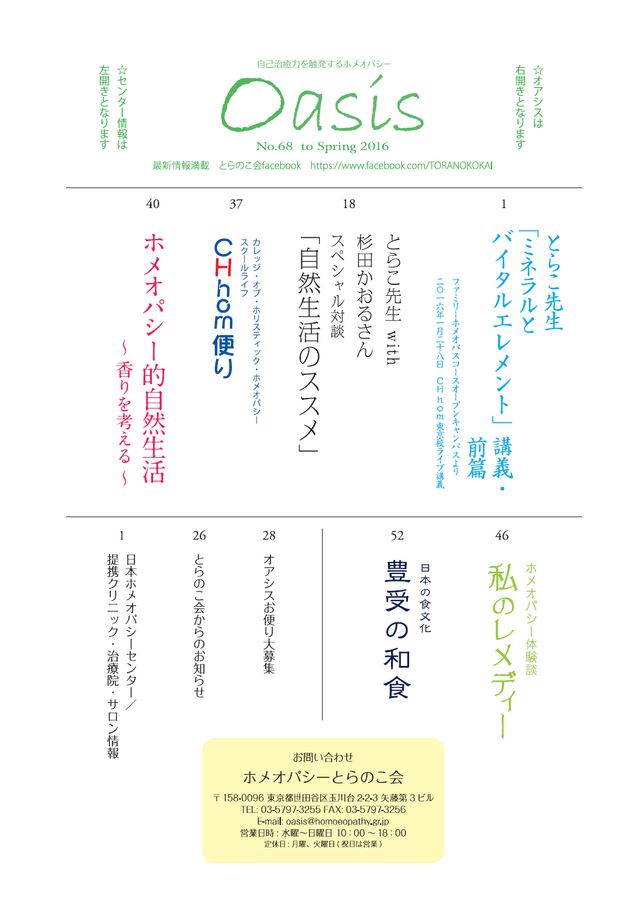 自己治癒力を触発するホメオパシー
Oasis
No.68 to Spring 2016
☆オアシスは
右開きとなります
☆センター情報は
左開きとなります
最新情報満載 とらのこ会facebook https://www.facebook.com/TORANOKOKAI
1
とらこ先生
「ミネラルと
バイタルエレメント」講義・
前篇
ファミリーホメオパスコースオープンキャンパスより
二〇一六年一月二十八日 CHhom東京校ライブ講義
18
とらこ先生 with
杉田かおるさん
スペシャル対談
「自然生活のススメ」
37
カレッジ・オブ・ホリスティック・ホメオパシー
スクールライフ
CHhom便り
40
ホメオパシー的自然生活
～香りを考える～
46
ホメオパシー体験談
私のレメディー
52
日本の食文化
豊受の和食
28
オアシスお便り大募集
26
とらのこ会からのお知らせ
1
日本ホメオパシーセンター／
提携クリニック・治療院・サロン情報
お問い合わせ
ホメオパシーとらのこ会
〒158-0096 東京都世田谷区玉川台2-2-3 矢藤第3ビル
TEL: 03-5797-3255 FAX: 03-5797-3256
E-mail: oasis@homoeopathy.gr.jp
営業日時：水曜～日曜日 10：00～18：00
定休日：月曜、火曜日(祝日は営業)